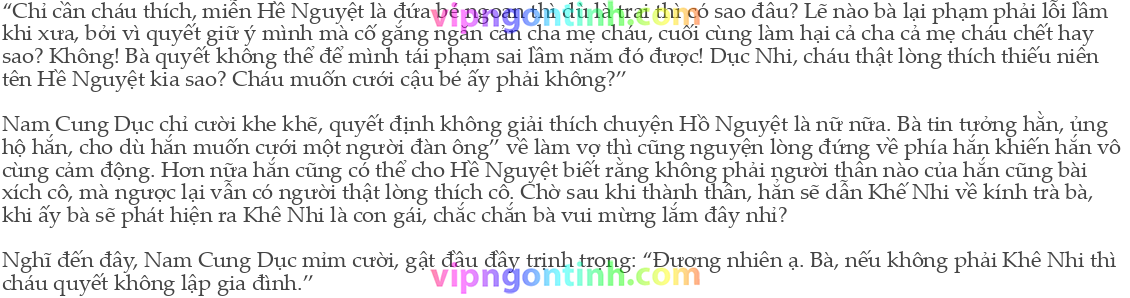 “Chỉ cần cháu thích, miễn Hề Nguyệt là đứa bé ngoan thì dù là trai thì có sao đâu? Lẽ nào bà lại phạm phải lỗi lầm
khi xưa, bởi vì quyết giữ ý mình mà cố gắng ngăn cản cha mẹ cháu, cuối cùng làm hại cả cha cả mẹ cháu chết hay
sao? Không! Bà quyết không thể để mình tái phạm sai lầm năm đó được! Dục Nhi, cháu thật lòng thích thiếu niên
tên Hề Nguyệt kia sao? Cháu muốn cưới cậu bé ấy phải không?”
Nam Cung Dục chỉ cười khe khẽ, quyết định không giải thích chuyện Hồ Nguyệt là nữ nữa. Bà tin tưởng hắn, ủng
hộ hắn, cho dù hắn muốn cưới một người đàn ông” về làm vợ thì cũng nguyện lòng đứng về phía hắn khiến hắn vô
cùng cảm động. Hơn nữa hắn cũng có thể cho Hề Nguyệt biết rằng không phải người thân nào của hắn cũng bài
xích cô, mà ngược lại vẫn có người thật lòng thích cô. Chờ sau khi thành thân, hắn sẽ dẫn Khế Nhi về kính trà bà,
khi ấy bà sẽ phát hiện ra Khê Nhi là con gái, chắc chắn bà vui mừng lắm đây nhỉ?
Nghĩ đến đây, Nam Cung Dục mỉm cười, gật đầu đầy trịnh trọng: “Đương nhiên ạ. Bà, nếu không phải Khê Nhi thì
cháu quyết không lập gia đình.”
vipngontinh.com
vipngontinh.com